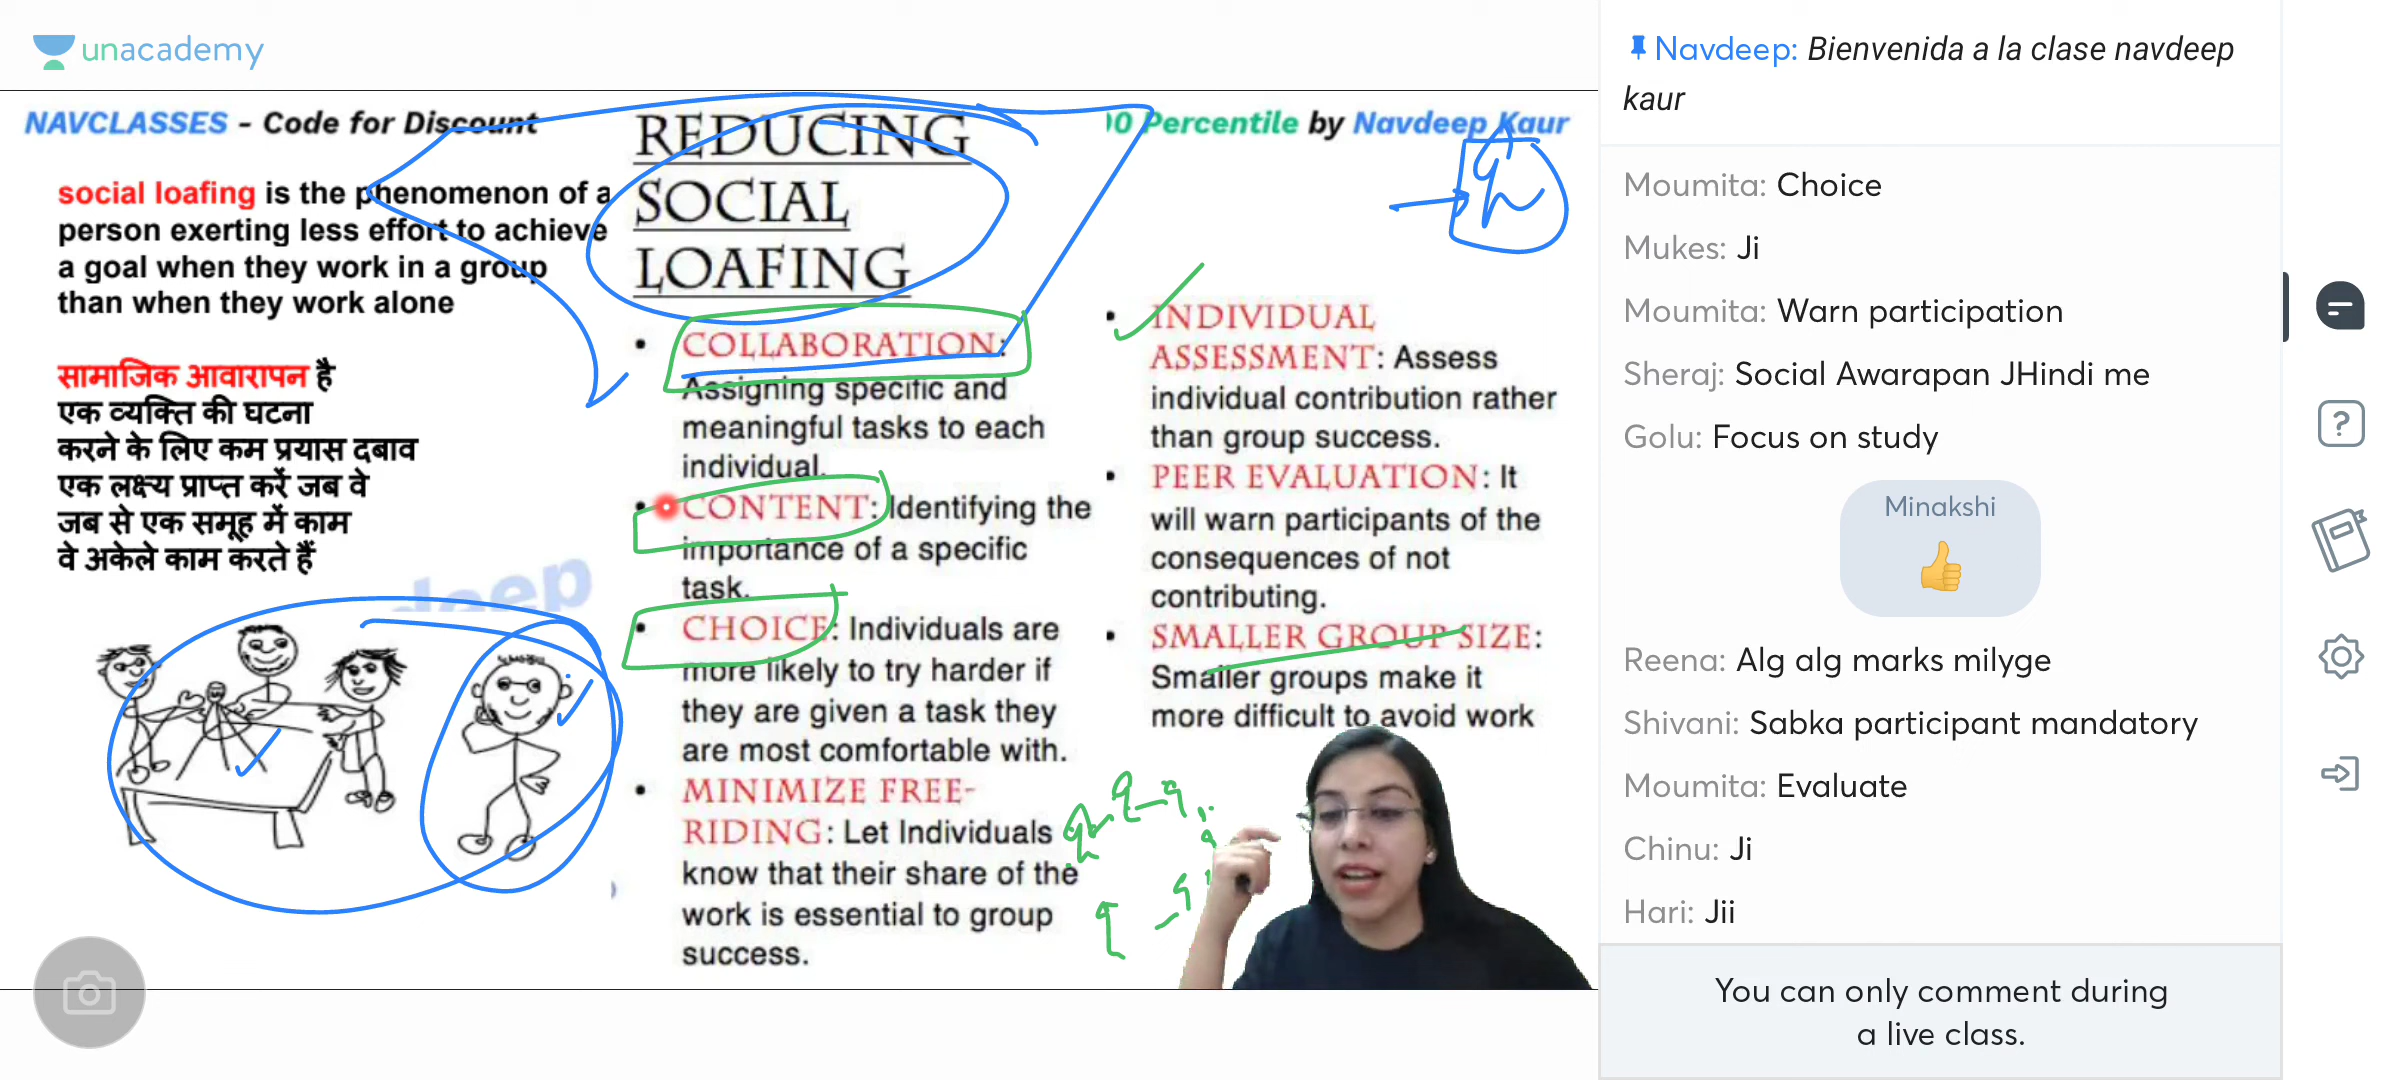 unacademy
NAVCLASSES - Code for Discount
social loafing is the phenomenon of a
person exerting less effort to achieve
a goal when they work in a group
than when they work alone
सामाजिक आवारापन है
एक व्यक्ति की घटना
करने के लिए कम प्रयास दबाव
एक लक्ष्य प्राप्त करें जब वे
जब से एक समूह में काम
वे अकेले काम करते हैं
deep
REDUCING
SOCIAL
LOAFING
• COLLABORATION:
Assigning specific and
meaningful tasks to each
individual.
• CONTENT: Identifying the
importance of a specific
task.
• CHOICE: Individuals are
more likely to try harder if
they are given a task they
are most comfortable with.
• MINIMIZE FREE-
RIDING: Let Individuals
know that their share of the
work is essential to group
success.
00 Percentile by Navdeep Kaur
• INDIVIDUAL
ASSESSMENT: Assess
individual contribution rather
than group success.
• PEER EVALUATION: It
will warn participants of the
consequences of not
contributing.
• SMALLER GROUP SIZE:
Smaller groups make it
more difficult to avoid work
Navdeep: Bienvenida a la clase navdeep
kaur
Moumita: Choice
Mukes: Ji
Moumita: Warn participation
Sheraj: Social Awarapan JHindi me
Golu: Focus on study
Minakshi
Reena: Alg alg marks milyge
Shivani: Sabka participant mandatory
Moumita: Evaluate
Chinu: Ji
Hari: Jii
You can only comment during
a live class.
?